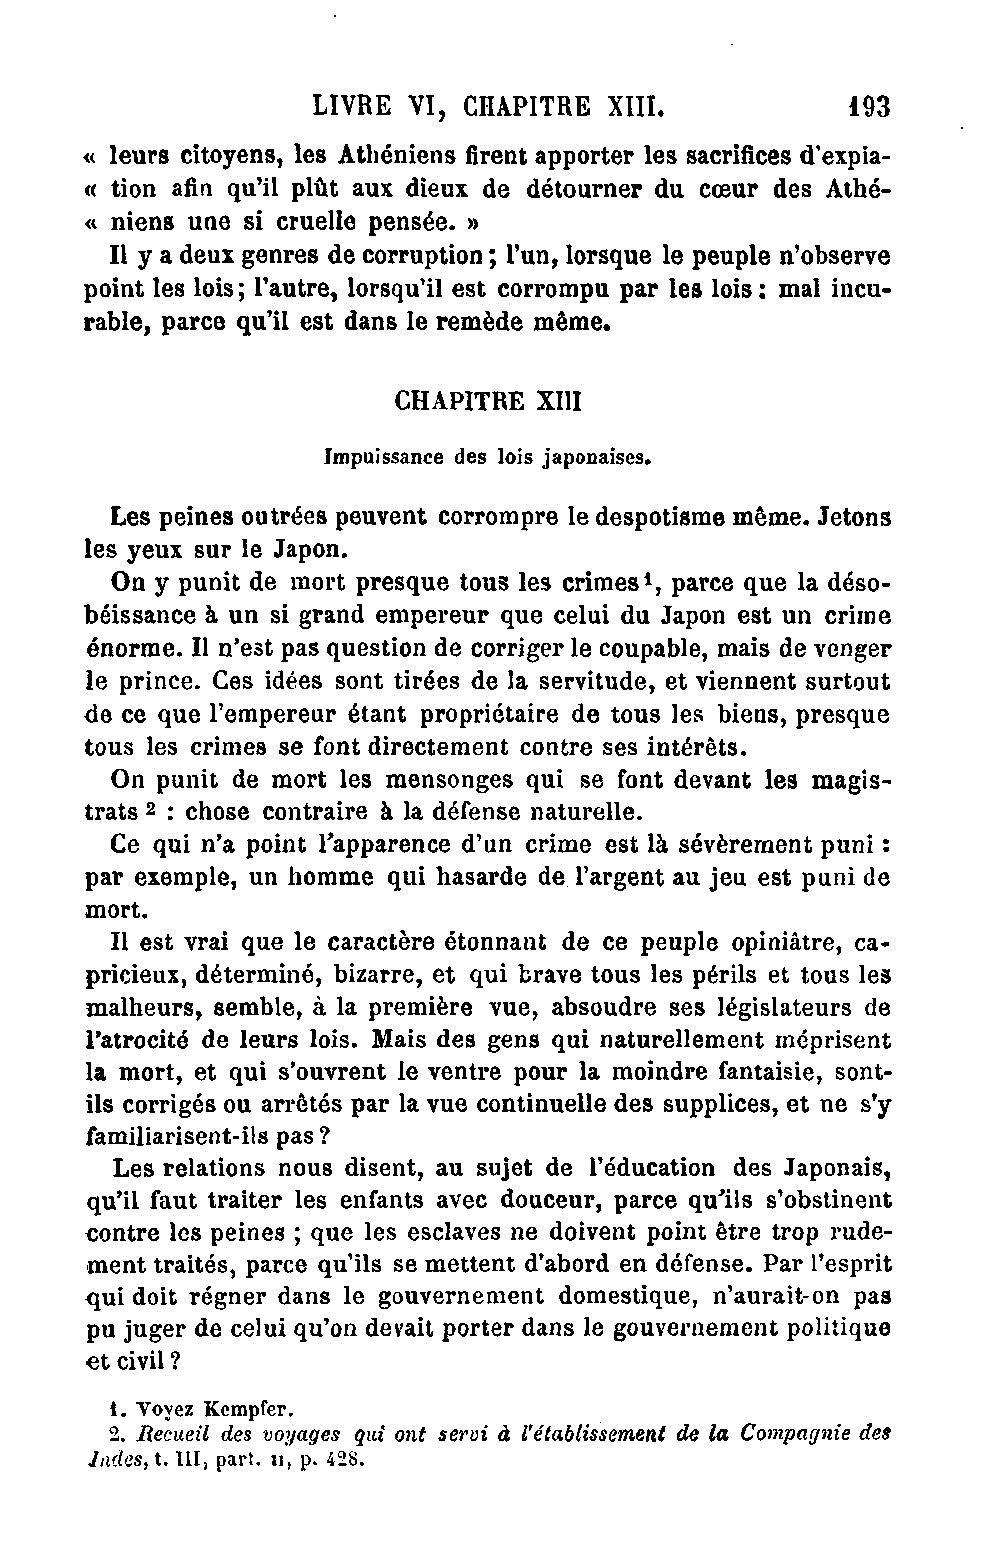 LIVRE VI, CHAPITRE XIII. 193
« leurs citoyens, les Athéniens firent apporter les sacrifices d'expia-
« tion afin qu'il plût aux dieux de détourner du cœur des Athé-
« niens une si cruelle pensée. »
Il y a deux genres de corruption ; l'un, lorsque le peuple n'observe
point les lois ; l'autre, lorsqu'il est corrompu par les lois : mal incu-
rable, parce qu'il est dans le remède même.
CHAPITRE XIII
Impuissance des lois japonaises.
Les peines outrées peuvent corrompre le despotisme même. Jetons
les yeux sur le Japon.
On y punit de mort presque tous les crimes¹, parce que la déso-
béissance à un si grand empereur que celui du Japon est un crime
énorme. Il n'est pas question de corriger le coupable, mais de venger
le prince. Ces idées sont tirées de la servitude, et viennent surtout
de ce que l'empereur étant propriétaire de tous les biens, presque
tous les crimes se font directement contre ses intérêts.
On punit de mort les mensonges qui se font devant les magis-
trats ² : chose contraire à la défense naturelle.
Ce qui n'a point l'apparence d'un crime est là sévèrement puni :
par exemple, un homme qui hasarde de l'argent au jeu est puni de
mort.
Il est vrai que le caractère étonnant de ce peuple opiniâtre, ca-
pricieux, déterminé, bizarre, et qui brave tous les périls et tous les
malheurs, semble, à la première vue, absoudre ses législateurs de
l'atrocité de leurs lois. Mais des gens qui naturellement méprisent
la mort, et qui s'ouvrent le ventre pour la moindre fantaisie, sont-
ils corrigés ou arrêtés par la vue continuelle des supplices, et ne s'y
familiarisent-ils pas ?
Les relations nous disent, au sujet de l'éducation des Japonais,
qu'il faut traiter les enfants avec douceur, parce qu'ils s'obstinent
contre les peines ; que les esclaves ne doivent point être trop rude-
ment traités, parce qu'ils se mettent d'abord en défense. Par l'esprit
qui doit régner dans le gouvernement domestique, n'aurait-on pas
pu juger de celui qu'on devait porter dans le gouvernement politique
et civil ?
1. Voyez Kempfer.
2. Recueil des voyages qui ont servi à l'établissement de la Compagnie des
Indes, t. III, part. II, p. 428.